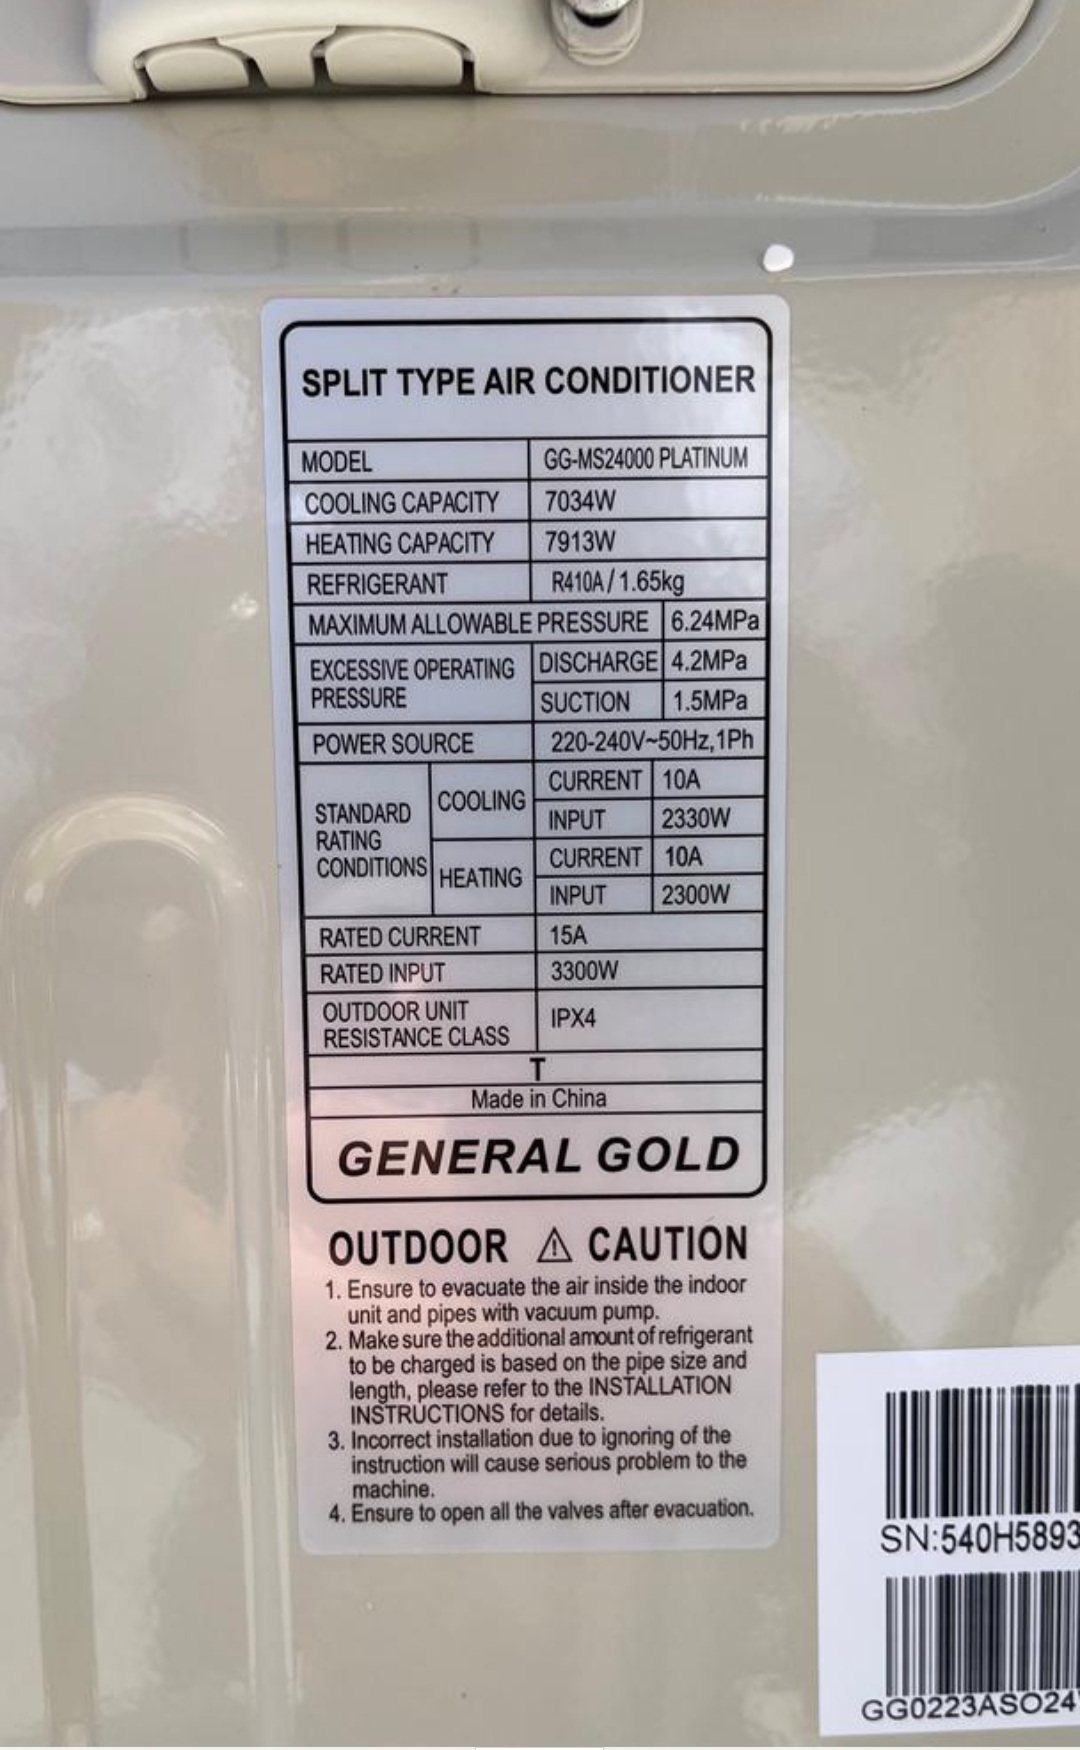 SPLIT TYPE AIR CONDITIONER
MODEL GG-MS24000 PLATINUM
COOLING CAPACITY 7034W
HEATING CAPACITY 7913W
REFRIGERANT R410A / 1.65kg
MAXIMUM ALLOWABLE PRESSURE 6.24MPa
EXCESSIVE OPERATING PRESSURE
DISCHARGE 4.2MPa
SUCTION 1.5MPa
POWER SOURCE 220-240V~50Hz,1Ph
STANDARD RATING CONDITIONS
COOLING
CURRENT 10A
INPUT 2330W
HEATING
CURRENT 10A
INPUT 2300W
RATED CURRENT 15A
RATED INPUT 3300W
OUTDOOR UNIT
RESISTANCE CLASS IPX4
T
Made in China
GENERAL GOLD
OUTDOOR ⚠ CAUTION
1. Ensure to evacuate the air inside the indoor
unit and pipes with vacuum pump.
2. Make sure the additional amount of refrigerant
to be charged is based on the pipe size and
length, please refer to the INSTALLATION
INSTRUCTIONS for details.
3. Incorrect installation due to ignoring of the
instruction will cause serious problem to the
machine.
4. Ensure to open all the valves after evacuation.
SN:540H5893
GG0223ASO24